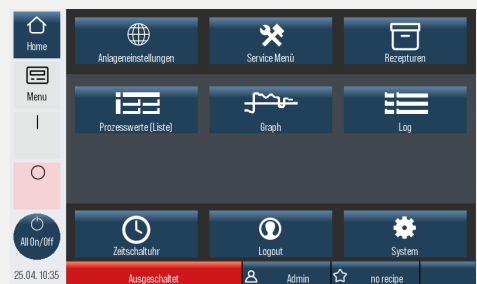 Home
Anlageneinstellungen
Service Menü
Rezepturen
Menu
Prozesswerte (Liste)
Graph
Log
All On/Off
Zeitschaltuhr
Logout
System
25.04. 10:35
Ausgeschaltet
Admin
no recipe